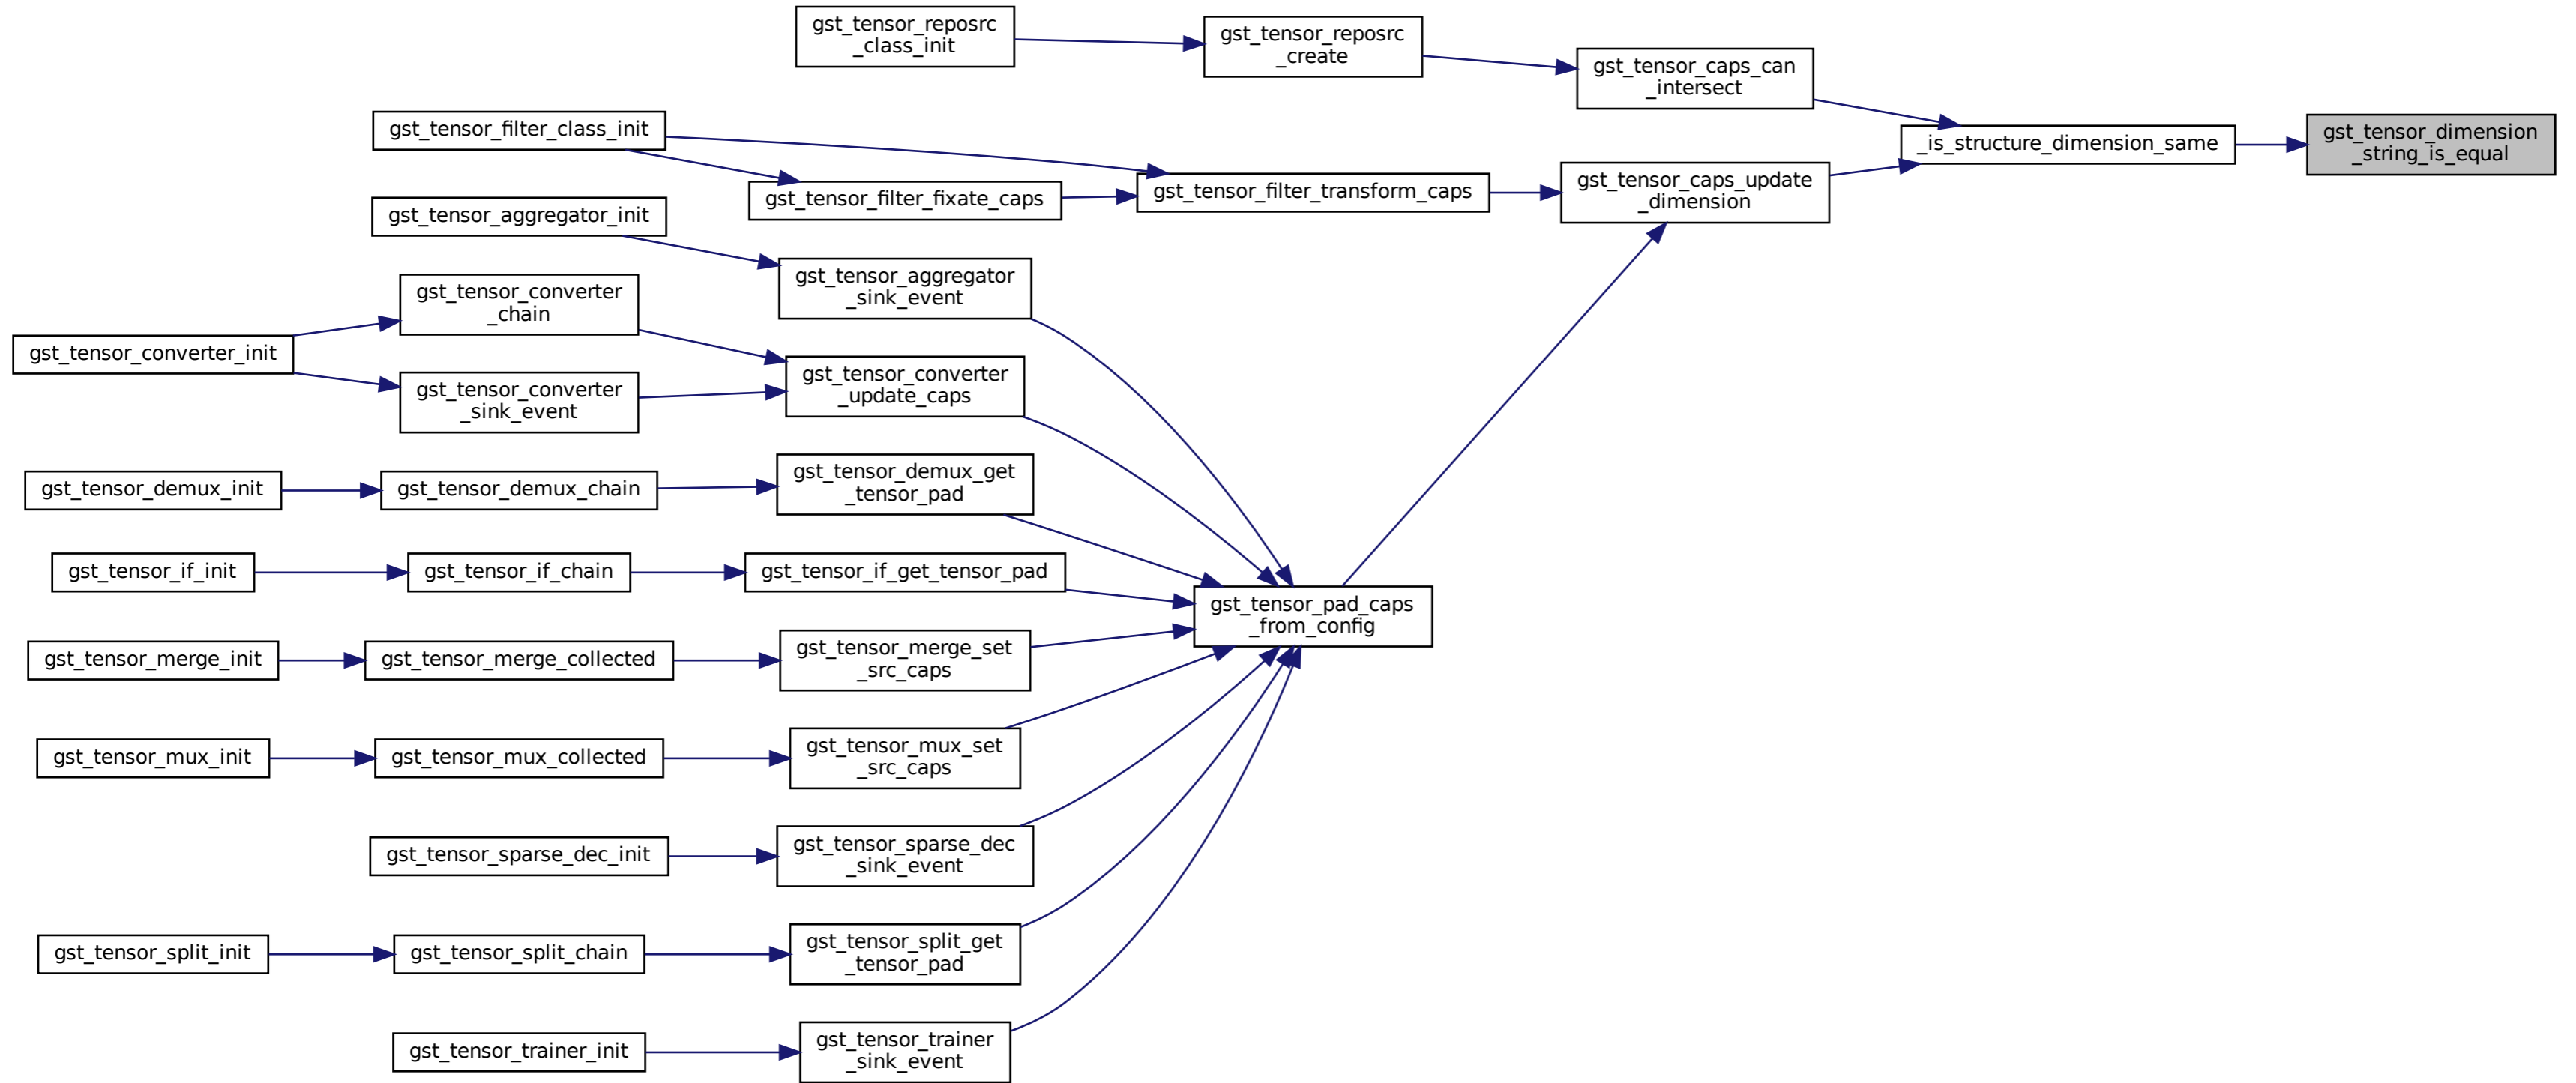 gst_tensor_reposrc
_class_init
gst_tensor_reposrc
_create
gst_tensor_caps_can
_intersect
gst_tensor_dimension
_string_is_equal
_is_structure_dimension_same
gst_tensor_filter_class_init
gst_tensor_filter_fixate_caps
gst_tensor_filter_transform_caps
gst_tensor_caps_update
_dimension
gst_tensor_aggregator_init
gst_tensor_aggregator
_sink_event
gst_tensor_converter
_chain
gst_tensor_converter_init
gst_tensor_converter
_sink_event
gst_tensor_converter
_update_caps
gst_tensor_demux_init
gst_tensor_demux_chain
gst_tensor_demux_get
_tensor_pad
gst_tensor_if_init
gst_tensor_if_chain
gst_tensor_if_get_tensor_pad
gst_tensor_pad_caps
_from_config
gst_tensor_merge_init
gst_tensor_merge_collected
gst_tensor_merge_set
_src_caps
gst_tensor_mux_init
gst_tensor_mux_collected
gst_tensor_mux_set
_src_caps
gst_tensor_sparse_dec_init
gst_tensor_sparse_dec
_sink_event
gst_tensor_split_init
gst_tensor_split_chain
gst_tensor_split_get
_tensor_pad
gst_tensor_trainer_init
gst_tensor_trainer
_sink_event